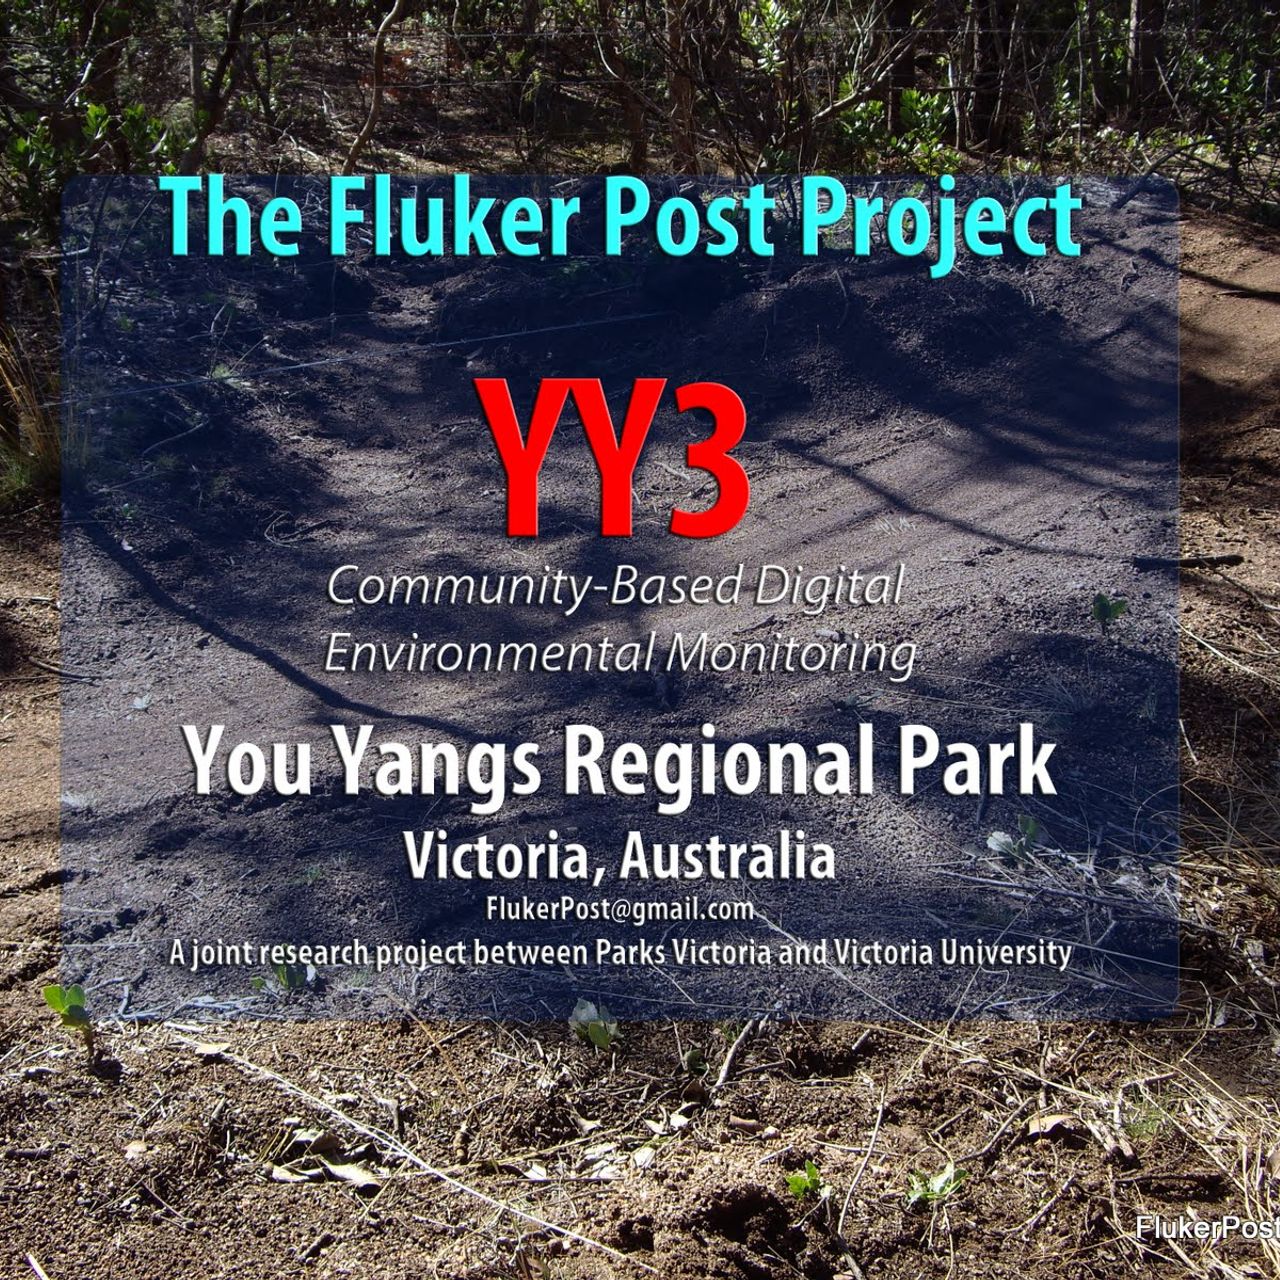 The Fluker Post Project
YY3
Community-Based Digital
Environmental Monitoring
You Yangs Regional Park
Victoria, Australia
FlukerPost@gmail.com
A joint research project between Parks Victoria and Victoria University
FlukerPos